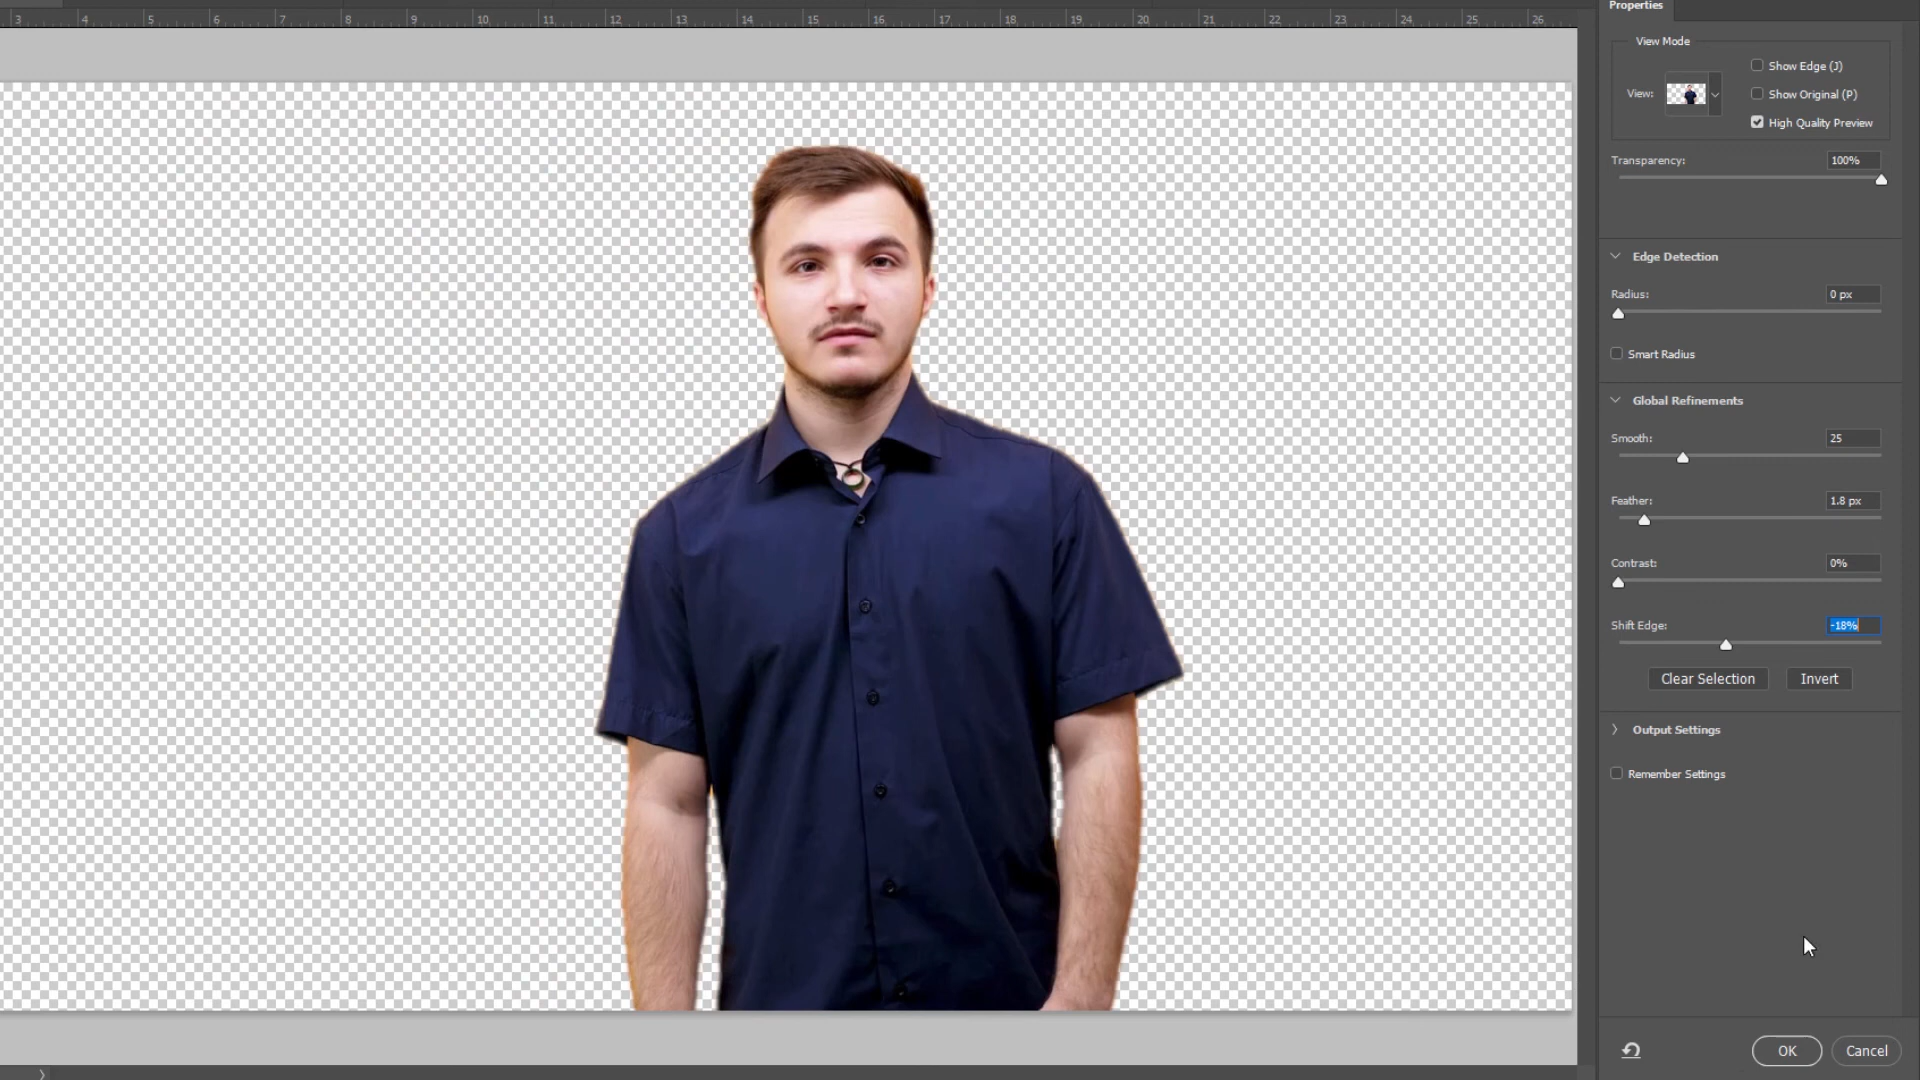 3 4 5 6 7 8 9 10 11 12 13 14 15 16 17 18 19 20 21 22 23 24 25 26
Properties
View Mode
View:
Show Edge (J)
Show Original (P)
High Quality Preview
Transparency: 100%
Edge Detection
Radius: 0 px
Smart Radius
Global Refinements
Smooth: 25
Feather: 1.8 px
Contrast: 0%
Shift Edge: -18%
Clear Selection Invert
Output Settings
Remember Settings
OK Cancel